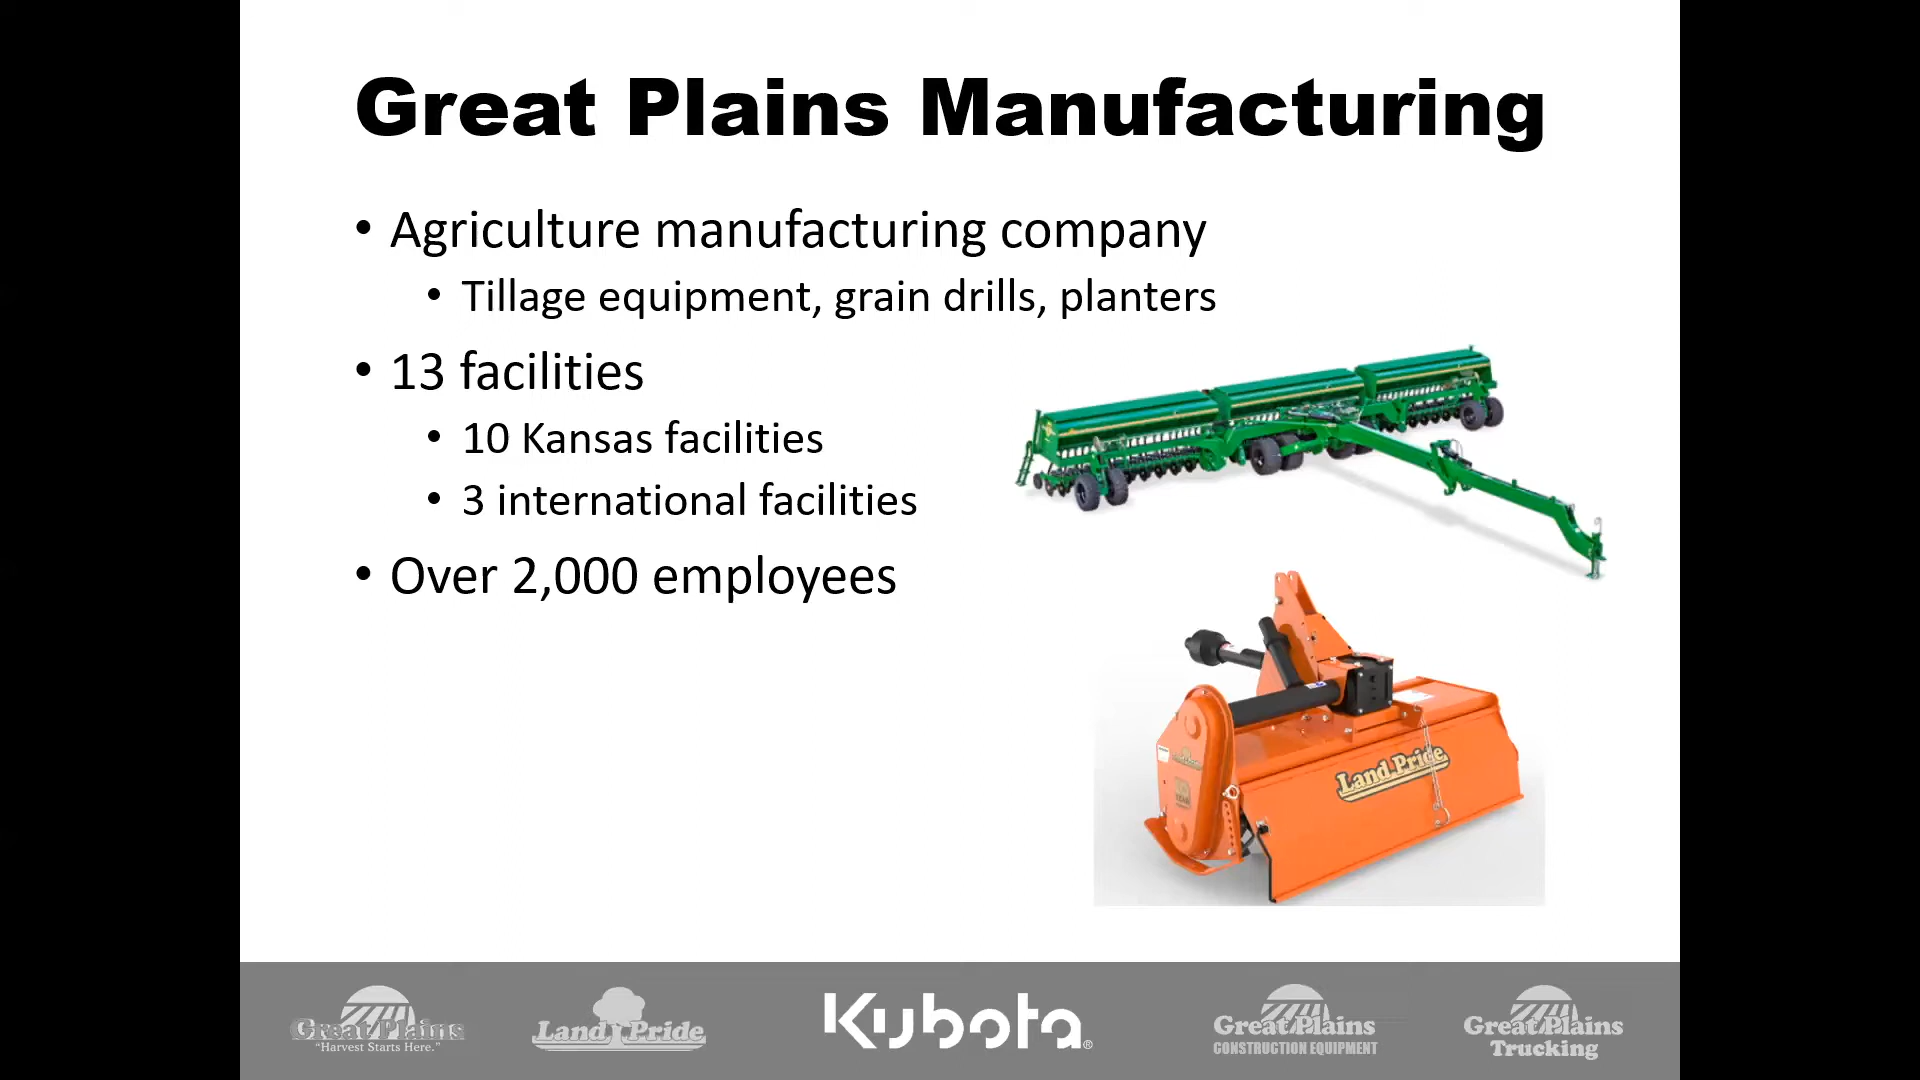 Great Plains Manufacturing
• Agriculture manufacturing company
• Tillage equipment, grain drills, planters
• 13 facilities
• 10 Kansas facilities
• 3 international facilities
• Over 2,000 employees
Land Pride
Great Plains
“Harvest Starts Here.”
Land Pride
Kubota®
Great Plains
CONSTRUCTION EQUIPMENT
Great Plains
Trucking